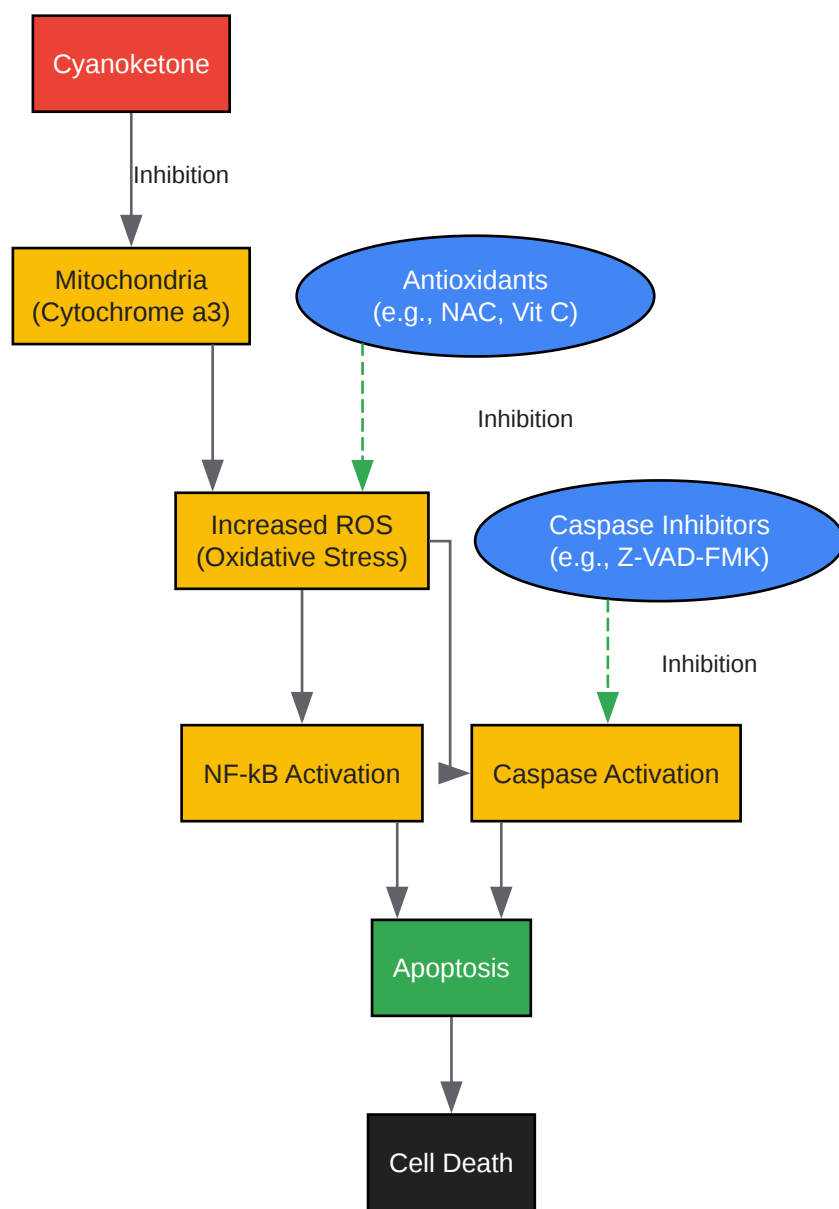 Cyanoketone
Inhibition
Mitochondria
(Cytochrome a3)
Antioxidants
(e.g., NAC, Vit C)
Inhibition
Increased ROS
(Oxidative Stress)
Caspase Inhibitors
(e.g., Z-VAD-FMK)
Inhibition
NF-kB Activation
Caspase Activation
Apoptosis
Cell Death